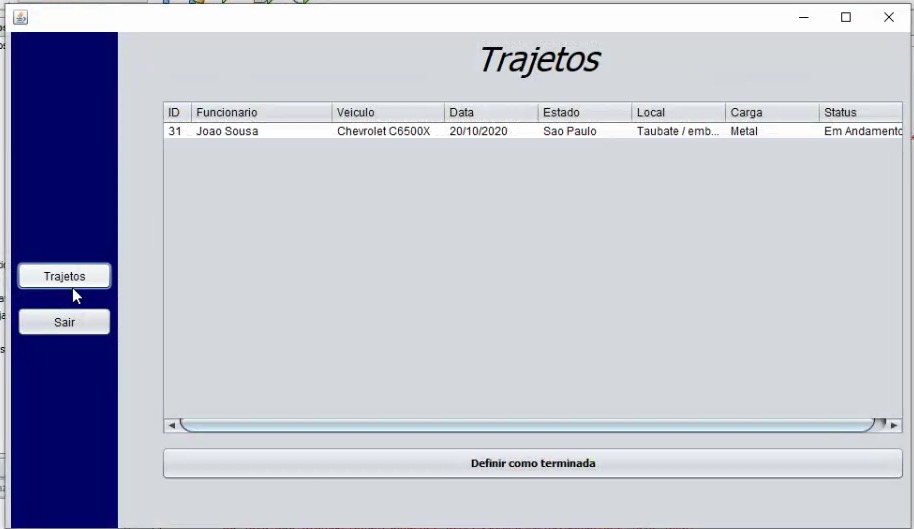 Trajetos
ID Funcionario Veiculo Data Estado Local Carga Status
31 Joao Sousa Chevrolet C6500X 20/10/2020 Sao Paulo Taubate / emb... Metal Em Andamento
Trajetos
Sair
Definir como terminada